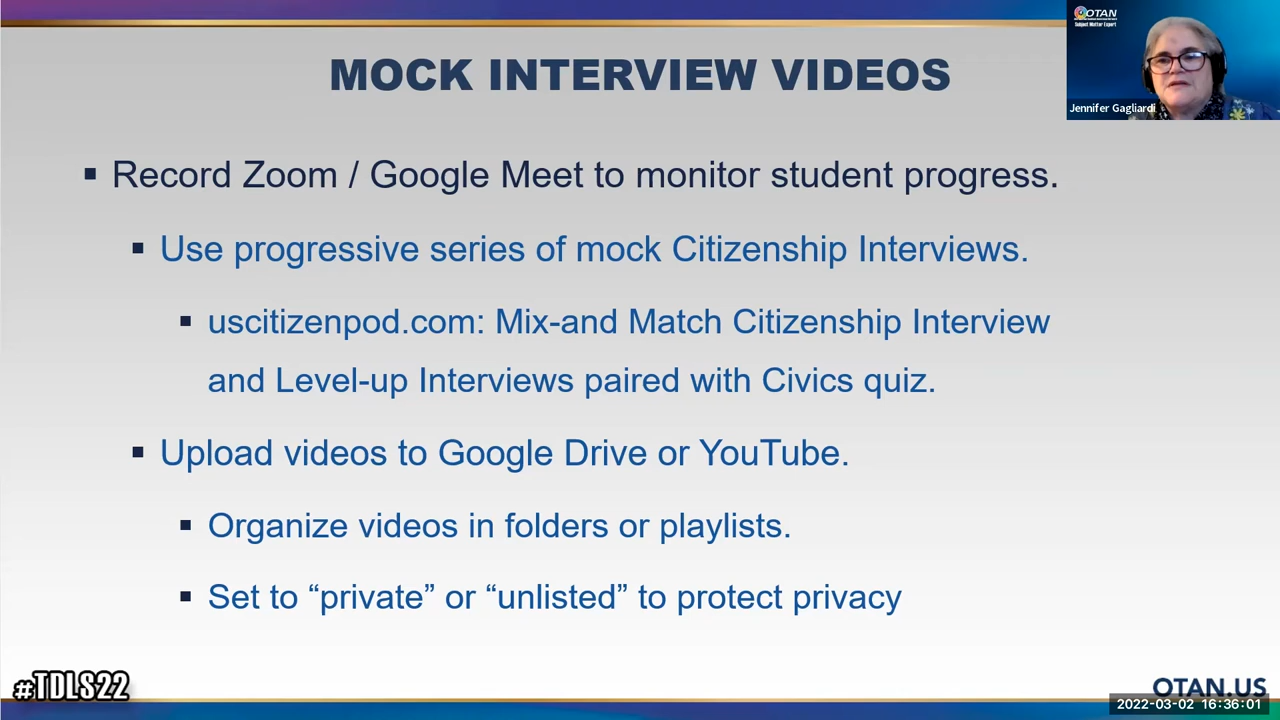 OTAN
Subject Matter Expert
Jennifer Gagliardi
MOCK INTERVIEW VIDEOS
▪ Record Zoom / Google Meet to monitor student progress.
▪ Use progressive series of mock Citizenship Interviews.
▪ uscitizenpod.com: Mix-and Match Citizenship Interview
and Level-up Interviews paired with Civics quiz.
▪ Upload videos to Google Drive or YouTube.
▪ Organize videos in folders or playlists.
▪ Set to “private” or “unlisted” to protect privacy
#TDLS22
OTAN.US
2022-03-02 16:36:01